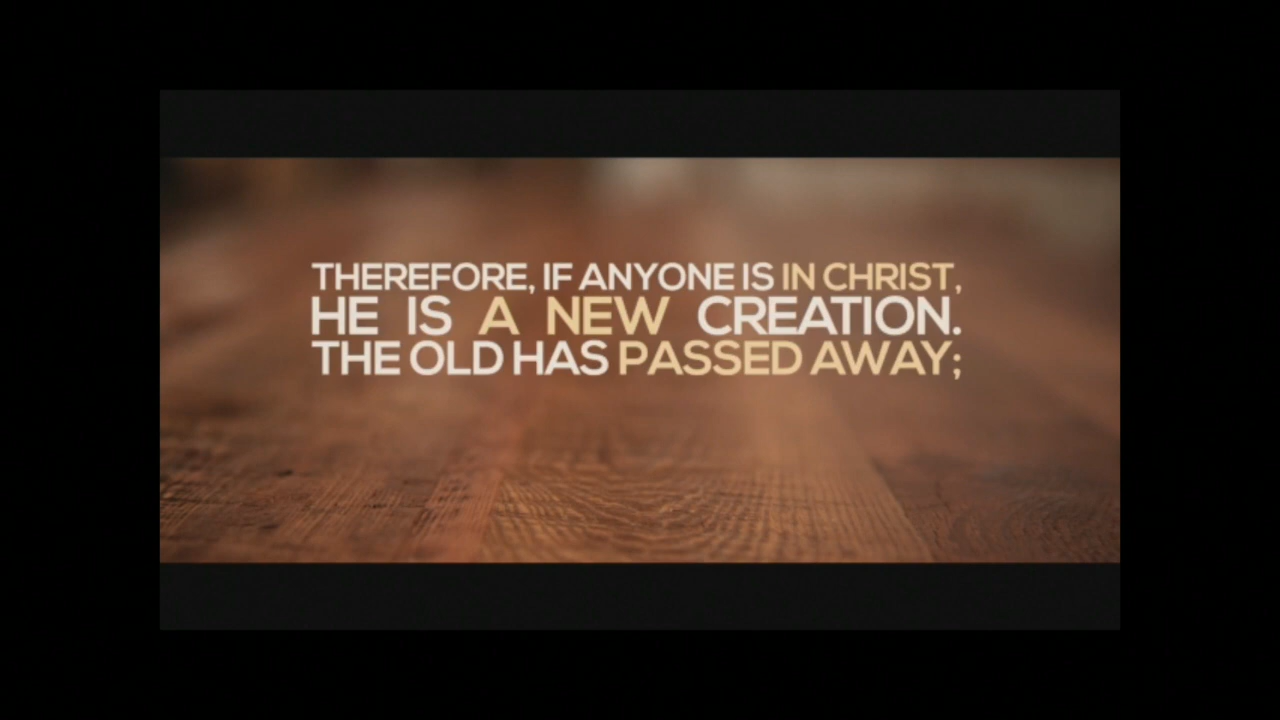 THEREFORE, IF ANYONE IS IN CHRIST,
HE IS A NEW CREATION.
THE OLD HAS PASSED AWAY;